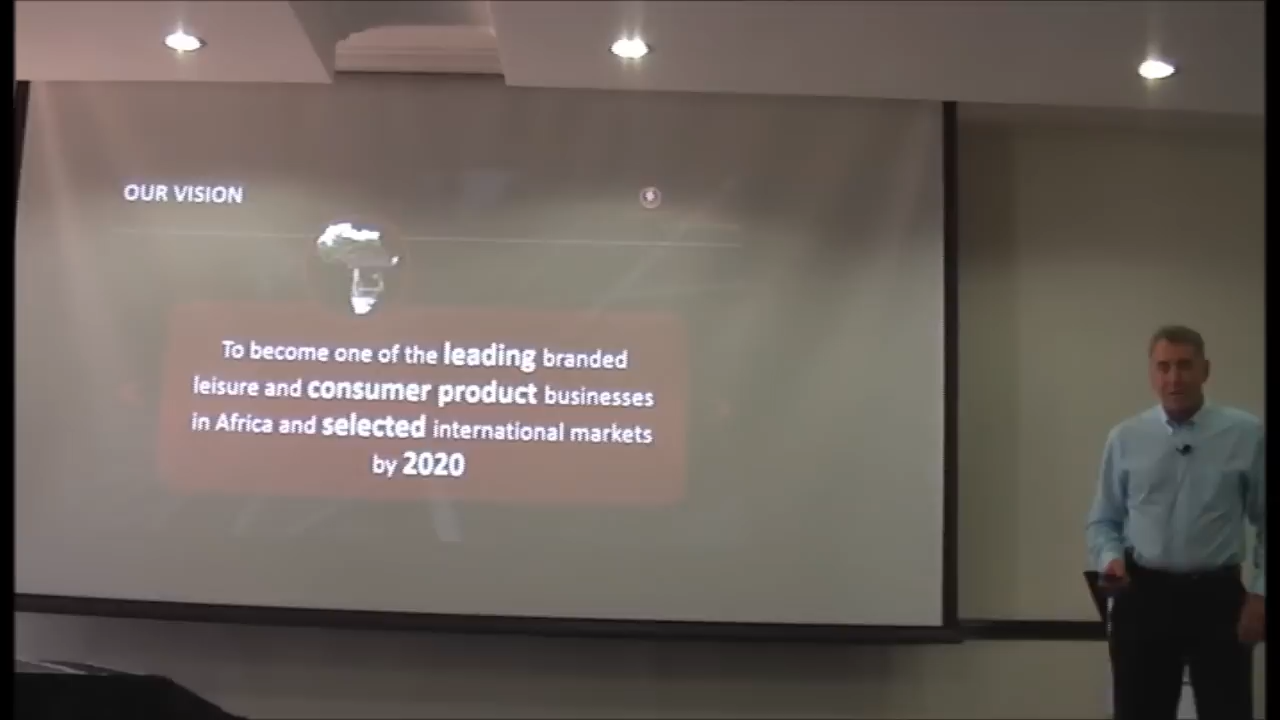 OUR VISION
To become one of the leading branded
leisure and consumer product businesses
in Africa and selected international markets
by 2020